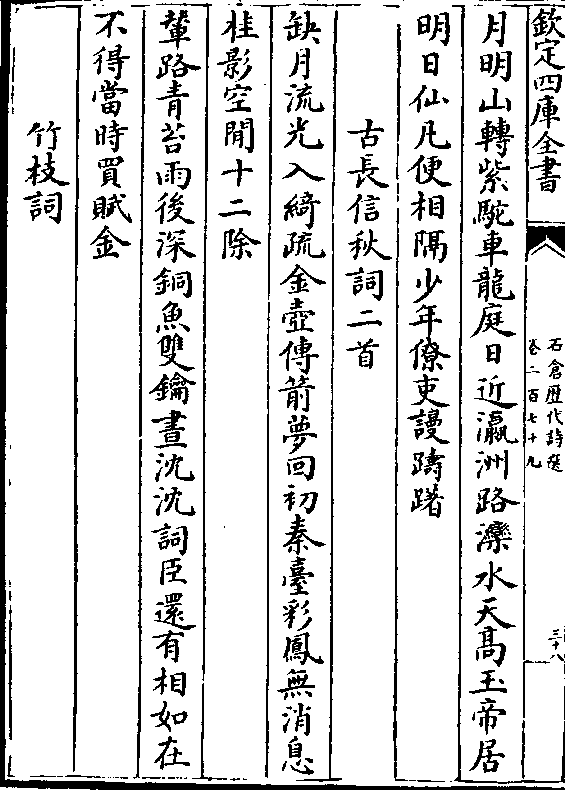 欽定四庫全書
石倉歴代詩選
卷二百七十九
三十八
月明山轉紫駝車龍庭日近瀛洲路灤水天髙玉帝居
明日仙凡便相隔少年僚吏謾躊躇
古長信秋詞二首
缺月流光入綺疏金壺傳箭夢回初秦臺彩鳳無消息
桂影空閒十二除
輦路青苔雨後深銅魚雙鑰晝沈沈詞臣還有相如在
不得當時買賦金
竹枝詞